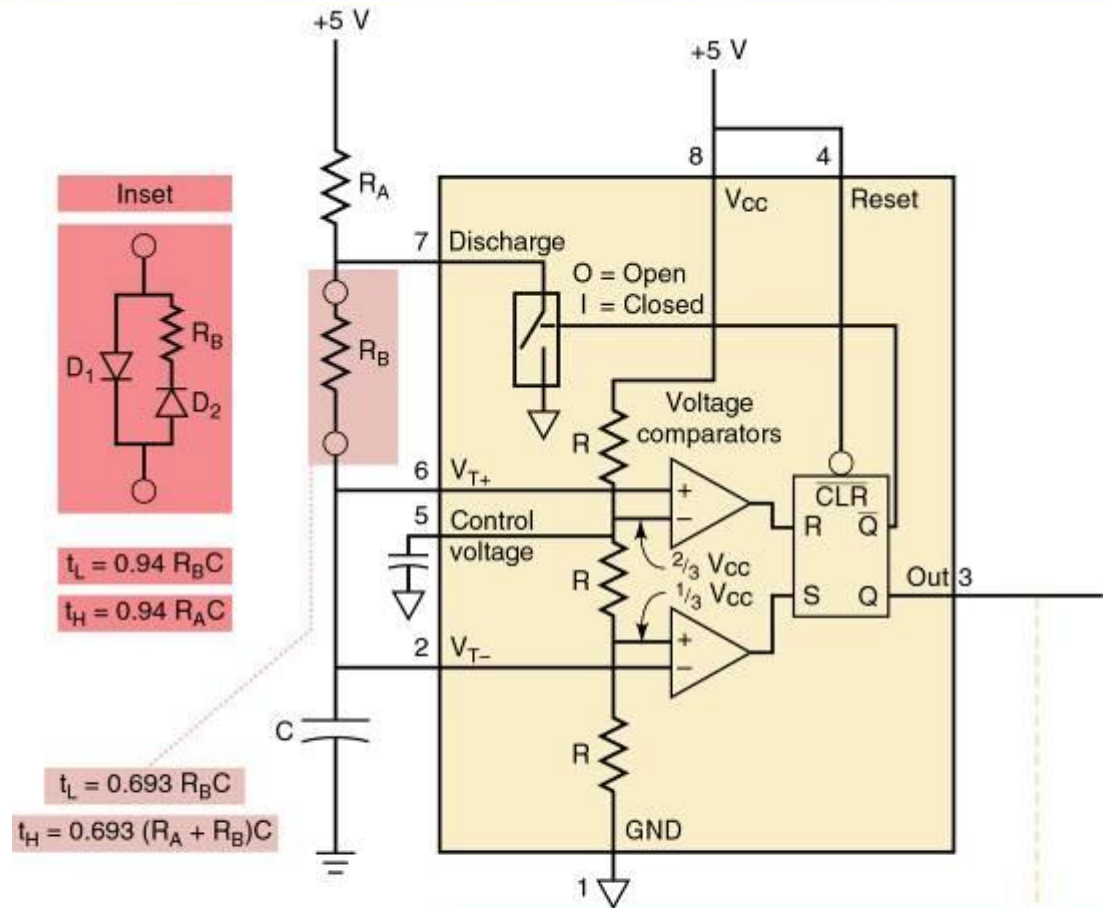 +5 V
+5 V
8
4
R_A
Inset
V_CC
Reset
7
Discharge
O = Open
I = Closed
R_B
D_1
D_2
R_B
Voltage
comparators
R
6
V_T+
+
−
CLR
R
Q
5
Control
voltage
2/3 V_CC
t_L = 0.94 R_BC
t_H = 0.94 R_AC
R
1/3 V_CC
Out 3
S
Q
2
V_T−
+
−
C
R
t_L = 0.693 R_BC
t_H = 0.693 (R_A + R_B)C
GND
1